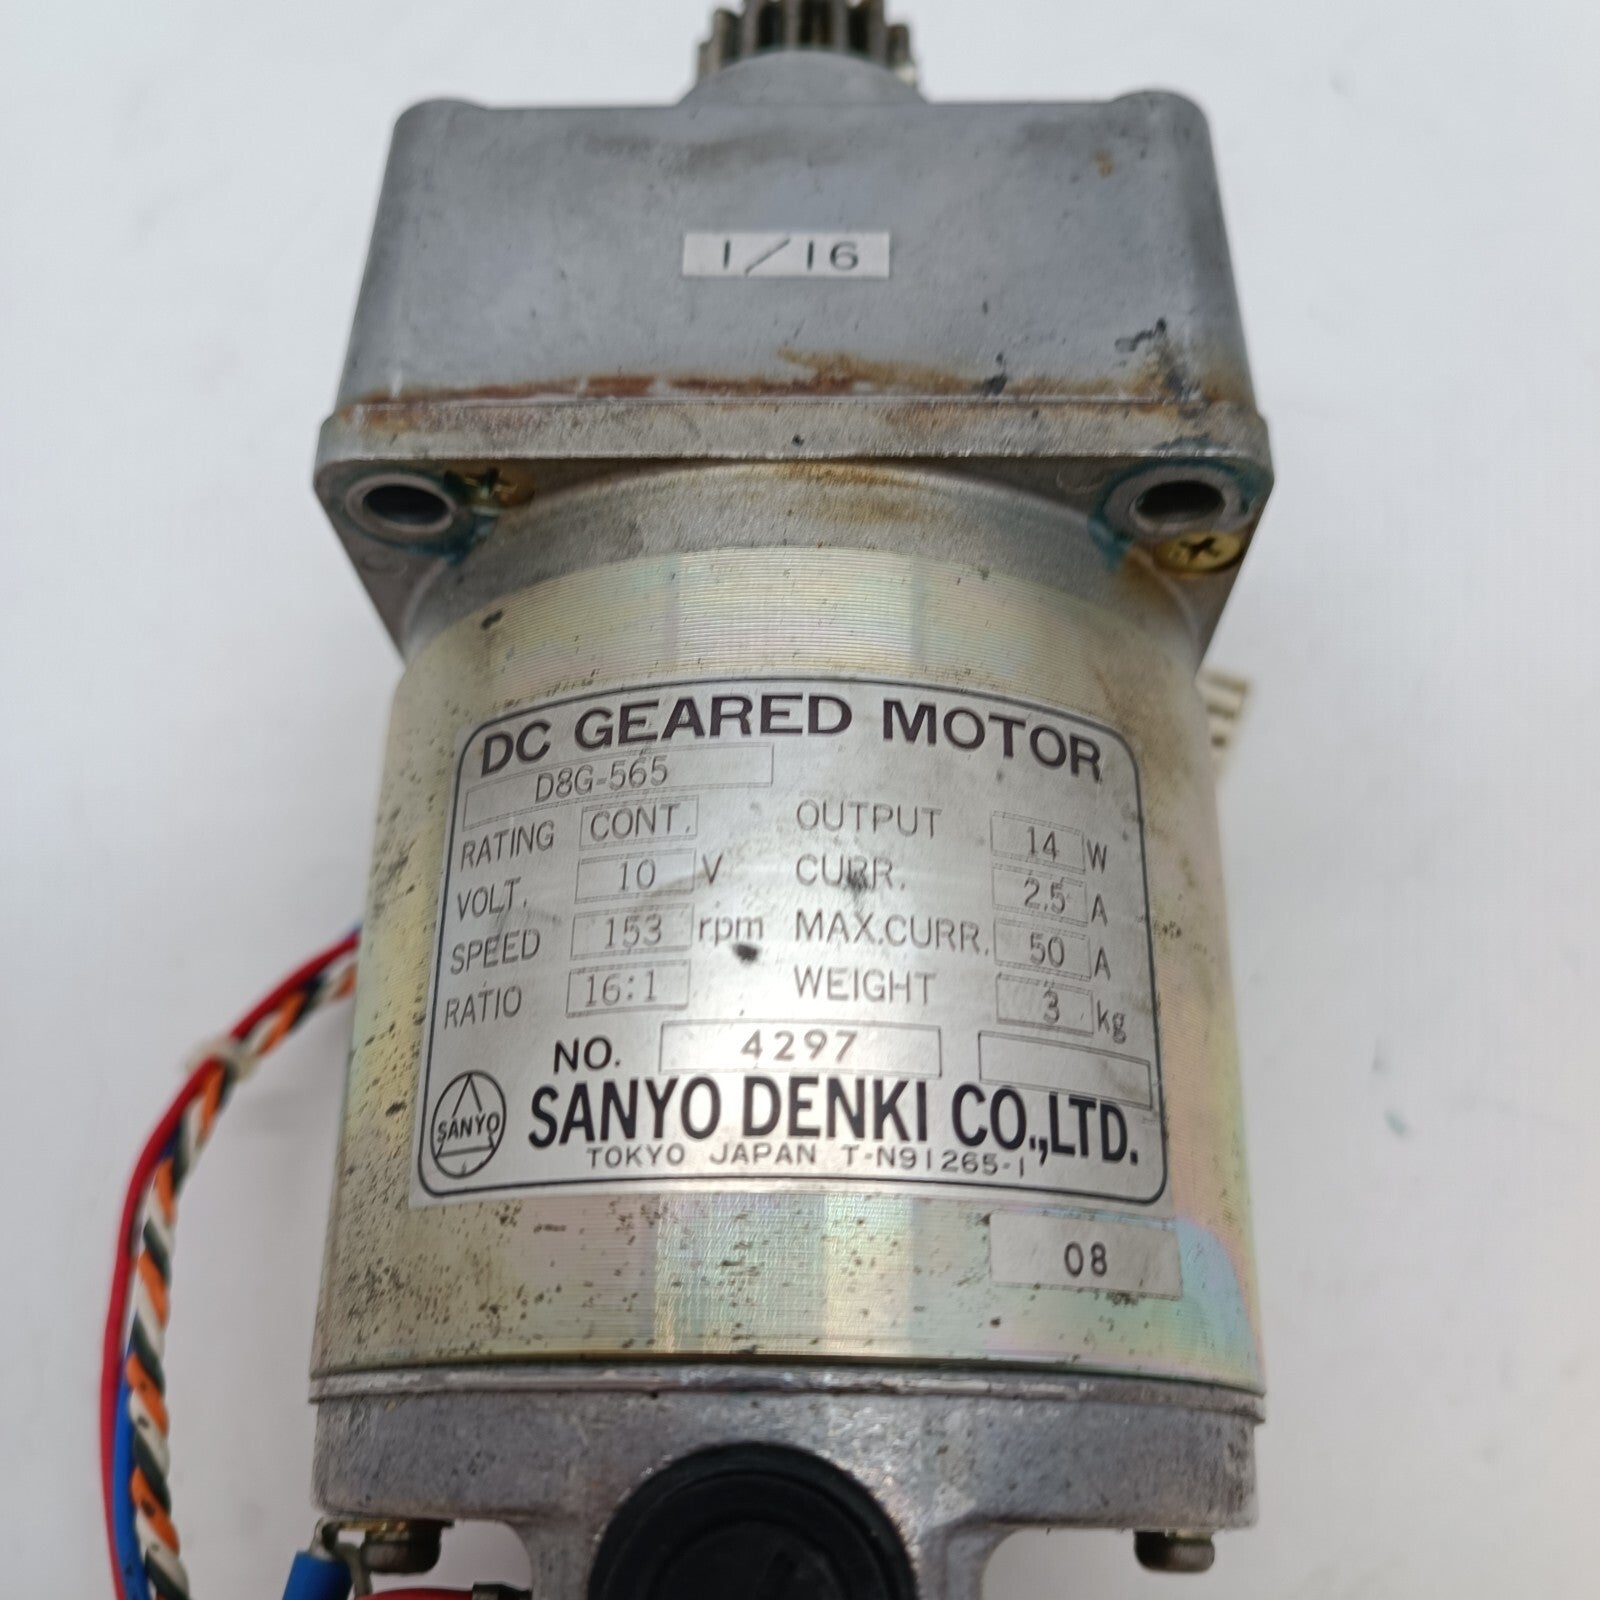 1/16
DC GEARED MOTOR
D8G-565
RATING CONT. OUTPUT 14 W
VOLT. 10 V CURR. 2.5 A
SPEED 153 rpm MAX.CURR. 50 A
RATIO 16:1 WEIGHT 3 kg
NO. 4297
SANYO SANYO DENKI CO.,LTD.
TOKYO JAPAN T-N91265-1
08